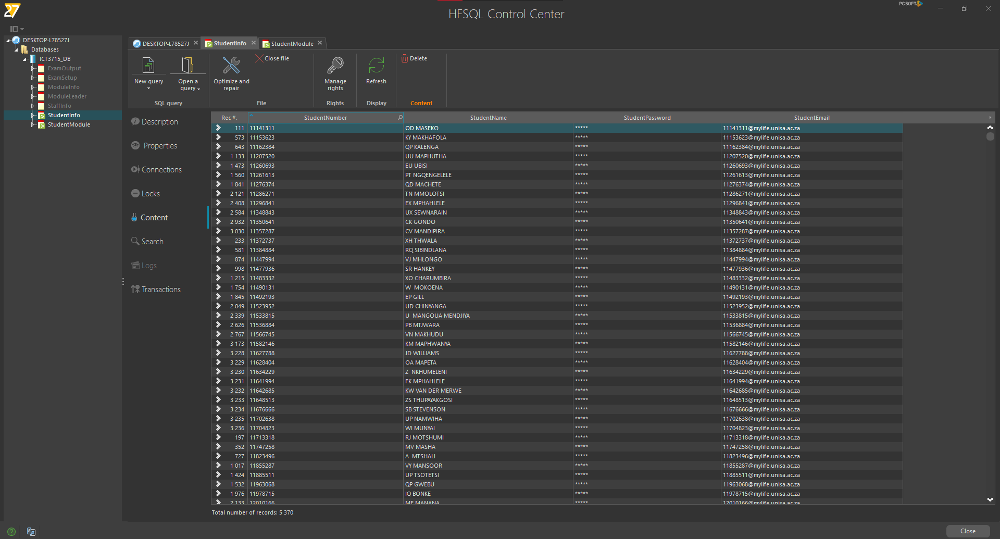 27
HFSQL Control Center
PC SOFT
DESKTOP-L78527J
Databases
ICT3715_DB
ExamOutput
ExamSetup
ModuleInfo
ModuleLeader
StaffInfo
StudentInfo
StudentModule
DESKTOP-L78527J StudentInfo StudentModule
New query
Open a query
SQL query
Optimize and repair
Close file
File
Manage rights
Rights
Refresh
Display
Delete
Content
Description
Properties
Connections
Locks
Content
Search
Logs
Transactions
Rec #. StudentNumber StudentName StudentPassword StudentEmail
111 11141311 OD MASEKO ***** 11141311@mylife.unisa.ac.za
573 11153623 KY MAKHAFOLA ***** 11153623@mylife.unisa.ac.za
643 11162384 QP KALENGA ***** 11162384@mylife.unisa.ac.za
1 133 11207520 UU MAPHUTHA ***** 11207520@mylife.unisa.ac.za
1 473 11260693 EU UBISI ***** 11260693@mylife.unisa.ac.za
1 560 11261613 PT NGQENGELELE ***** 11261613@mylife.unisa.ac.za
1 841 11276374 QD MACHETE ***** 11276374@mylife.unisa.ac.za
2 121 11286271 TN MMOLOTSI ***** 11286271@mylife.unisa.ac.za
2 408 11296841 EX MPHAHLELE ***** 11296841@mylife.unisa.ac.za
2 584 11348843 UX SEWNARAIN ***** 11348843@mylife.unisa.ac.za
2 932 11350641 CK GONDO ***** 11350641@mylife.unisa.ac.za
3 030 11357287 CV MANDIPIRA ***** 11357287@mylife.unisa.ac.za
233 11372737 XH THWALA ***** 11372737@mylife.unisa.ac.za
581 11384884 RQ SIBINDLANA ***** 11384884@mylife.unisa.ac.za
874 11447994 VJ MHLONGO ***** 11447994@mylife.unisa.ac.za
998 11477936 SR HANKEY ***** 11477936@mylife.unisa.ac.za
1 215 11483332 XO CHARUMBIRA ***** 11483332@mylife.unisa.ac.za
1 754 11490131 W  MOKOENA ***** 11490131@mylife.unisa.ac.za
1 845 11492193 EP GILL ***** 11492193@mylife.unisa.ac.za
2 049 11523952 UD CHINYANGA ***** 11523952@mylife.unisa.ac.za
2 339 11533815 U  MANGOUA MENDJIYA ***** 11533815@mylife.unisa.ac.za
2 626 11536884 PB MTJWARA ***** 11536884@mylife.unisa.ac.za
2 767 11566745 VN MAKHUDU ***** 11566745@mylife.unisa.ac.za
3 173 11582146 KM MAPHWANYA ***** 11582146@mylife.unisa.ac.za
3 228 11627788 JD WILLIAMS ***** 11627788@mylife.unisa.ac.za
3 229 11628404 OA MAPETA ***** 11628404@mylife.unisa.ac.za
3 230 11634229 Z  NKHUMELENI ***** 11634229@mylife.unisa.ac.za
3 231 11641994 FK MPHAHLELE ***** 11641994@mylife.unisa.ac.za
3 232 11642685 KW VAN DER MERWE ***** 11642685@mylife.unisa.ac.za
3 233 11648513 ZS THUPAYAKGOSI ***** 11648513@mylife.unisa.ac.za
3 234 11676666 SB STEVENSON ***** 11676666@mylife.unisa.ac.za
3 235 11702638 UP NAMWIHA ***** 11702638@mylife.unisa.ac.za
3 236 11704823 WI MUNYAI ***** 11704823@mylife.unisa.ac.za
197 11713318 RJ MOTSHUMI ***** 11713318@mylife.unisa.ac.za
352 11747258 MV MASHA ***** 11747258@mylife.unisa.ac.za
727 11823496 A  MTSHALI ***** 11823496@mylife.unisa.ac.za
1 017 11855287 VY MANSOOR ***** 11855287@mylife.unisa.ac.za
1 424 11885511 UP TSOTETSI ***** 11885511@mylife.unisa.ac.za
1 532 11963068 QP GWEBU ***** 11963068@mylife.unisa.ac.za
1 976 11978715 IQ BONKE ***** 11978715@mylife.unisa.ac.za
2 133 12010166 ME MANANA ***** 12010166@mylife.unisa.ac.za
Total number of records: 5 370
Close